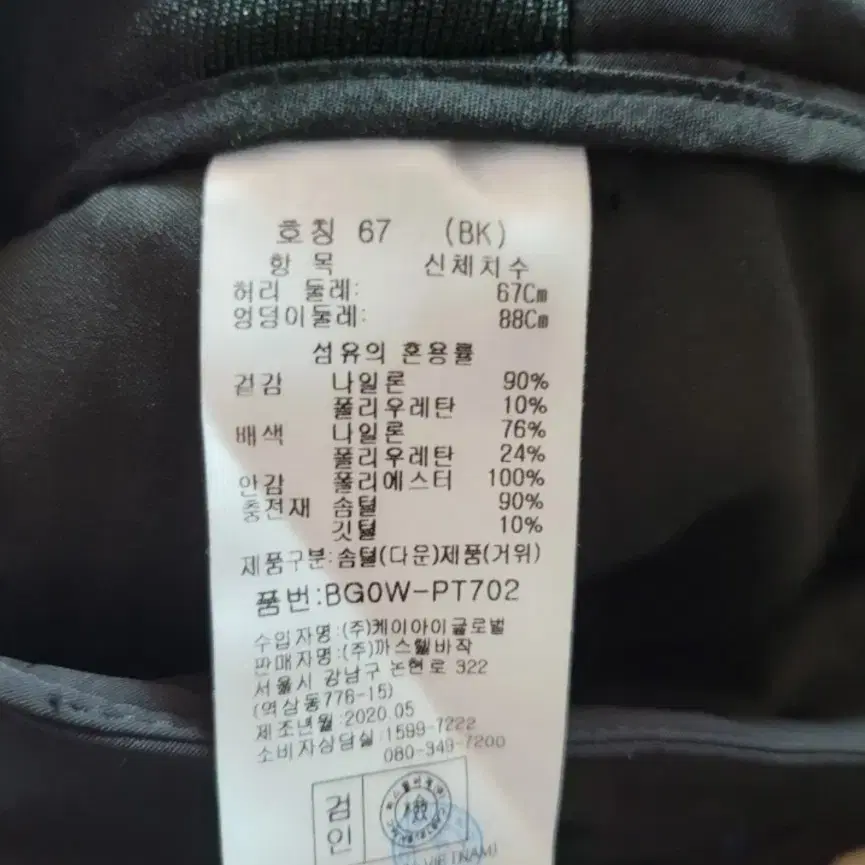 호칭 67 (BK)
항 목 신체치수
허리 둘레: 67Cm
엉덩이둘레: 88Cm
섬유의 혼용률
겉감 나일론 90%
폴리우레탄 10%
배색 나일론 76%
폴리우레탄 24%
안감 폴리에스터 100%
충전재 솜털 90%
깃털 10%
제품구분:솜털(다운)제품(거위)
품번:BG0W-PT702
수입자명:(주)케이아이글로벌
판매자명:(주)까스텔바작
서울시 강남구 논현로 322
(역삼동776-15)
제조년월:2020.05
소비자상담실:1599-7222
080-349-7200
검
인